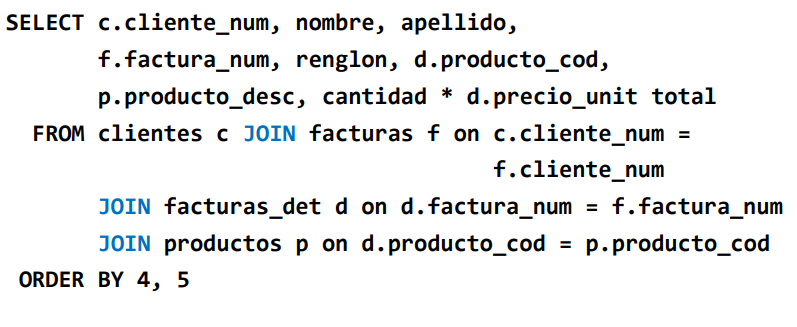 SELECT c.cliente_num, nombre, apellido,
f.factura_num, renglon, d.producto_cod,
p.producto_desc, cantidad * d.precio_unit total
FROM clientes c JOIN facturas f on c.cliente_num =
f.cliente_num
JOIN facturas_det d on d.factura_num = f.factura_num
JOIN productos p on d.producto_cod = p.producto_cod
ORDER BY 4, 5